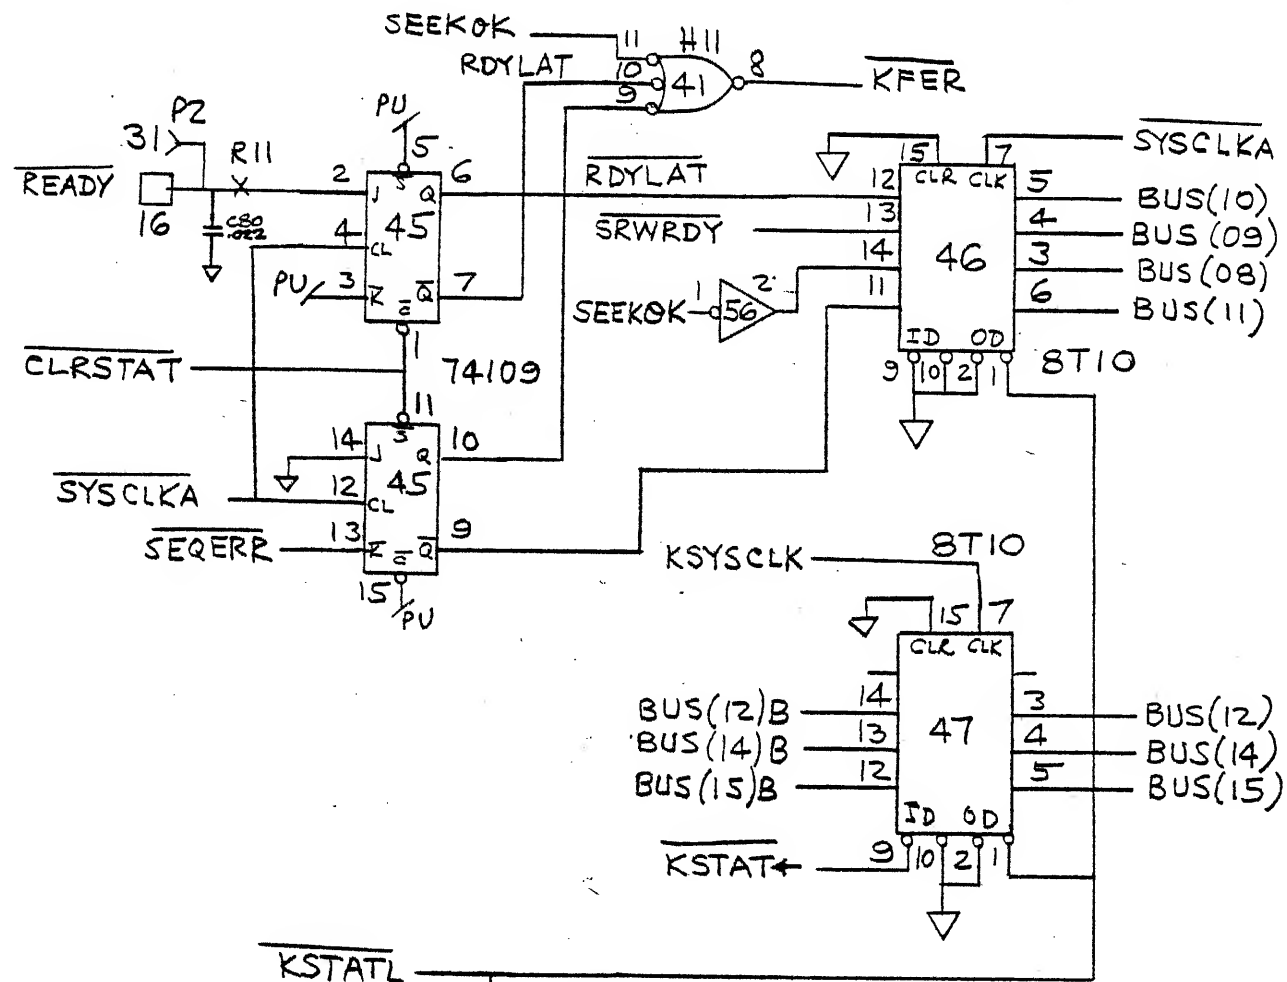 SEEKOK
11
H11
RDYLAT
10
41
8
KFER
9
PU
P2
31
5
R11
READY
16
C80
.022
2
J
S
Q
6
45
4
CL
PU
3
K
C
Q
7
1
RDYLAT
SRWRDY
SEEKOK
1
56
2
SYSCLKA
15
7
CLR
CLK
12
5
BUS(10)
13
4
BUS(09)
46
14
3
BUS(08)
11
6
BUS(11)
ID
OD
9
10
2
1
8T10
CLRSTAT
74109
11
S
14
J
Q
10
45
SYSCLKA
12
CL
SEQERR
13
K
C
Q
9
15
PU
KSYSCLK
8T10
15
7
CLR
CLK
BUS(12)B
14
3
BUS(12)
BUS(14)B
13
47
4
BUS(14)
BUS(15)B
12
5
BUS(15)
ID
OD
KSTAT
9
10
2
1
KSTATL